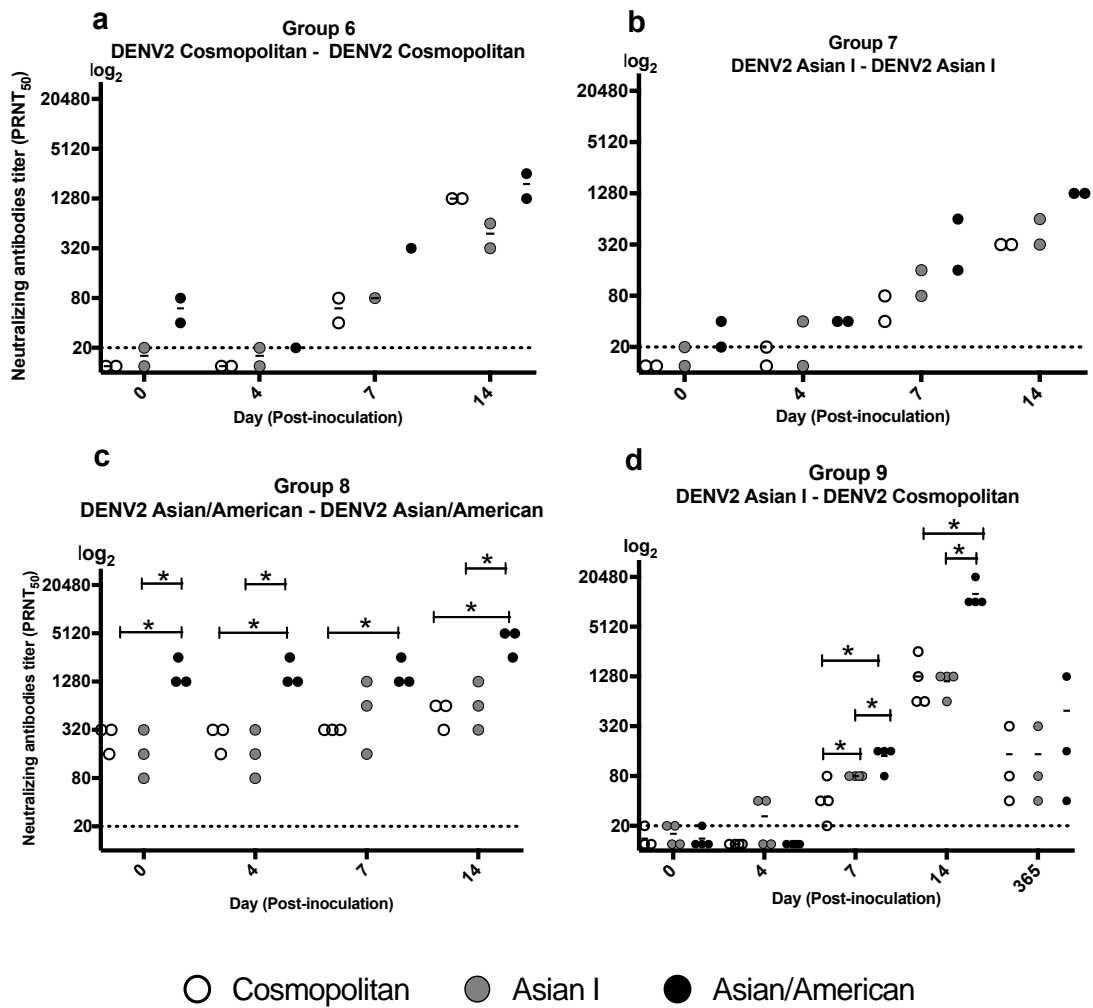 a
Group 6
DENV2 Cosmopolitan - DENV2 Cosmopolitan
log2
Neutralizing antibodies titer (PRNT50)
20480
5120
1280
320
80
20
0
4
7
14
Day (Post-inoculation)
b
Group 7
DENV2 Asian I - DENV2 Asian I
log2
20480
5120
1280
320
80
20
0
4
7
14
Day (Post-inoculation)
c
Group 8
DENV2 Asian/American - DENV2 Asian/American
log2
Neutralizing antibodies titer (PRNT50)
20480
5120
1280
320
80
20
*
*
*
*
*
*
*
0
4
7
14
Day (Post-inoculation)
d
Group 9
DENV2 Asian I - DENV2 Cosmopolitan
log2
20480
5120
1280
320
80
20
*
*
*
*
*
0
4
7
14
365
Day (Post-inoculation)
Cosmopolitan
Asian I
Asian/American